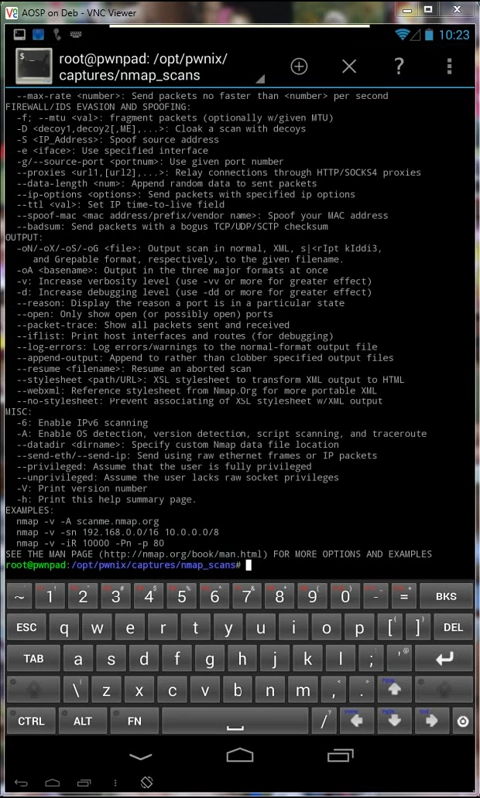 AOSP on Deb - VNC Viewer
10:23
root@pwnpad: /opt/pwnix/
captures/nmap_scans
--max-rate <number>: Send packets no faster than <number> per second
FIREWALL/IDS EVASION AND SPOOFING:
-f; --mtu <val>: fragment packets (optionally w/given MTU)
-D <decoy1,decoy2[,ME],...>: Cloak a scan with decoys
-S <IP_Address>: Spoof source address
-e <iface>: Use specified interface
-g/--source-port <portnum>: Use given port number
--proxies <url1,[url2],...>: Relay connections through HTTP/SOCKS4 proxies
--data-length <num>: Append random data to sent packets
--ip-options <options>: Send packets with specified ip options
--ttl <val>: Set IP time-to-live field
--spoof-mac <mac address/prefix/vendor name>: Spoof your MAC address
--badsum: Send packets with a bogus TCP/UDP/SCTP checksum
OUTPUT:
-oN/-oX/-oS/-oG <file>: Output scan in normal, XML, s|<rIpt kIddi3,
and Grepable format, respectively, to the given filename.
-oA <basename>: Output in the three major formats at once
-v: Increase verbosity level (use -vv or more for greater effect)
-d: Increase debugging level (use -dd or more for greater effect)
--reason: Display the reason a port is in a particular state
--open: Only show open (or possibly open) ports
--packet-trace: Show all packets sent and received
--iflist: Print host interfaces and routes (for debugging)
--log-errors: Log errors/warnings to the normal-format output file
--append-output: Append to rather than clobber specified output files
--resume <filename>: Resume an aborted scan
--stylesheet <path/URL>: XSL stylesheet to transform XML output to HTML
--webxml: Reference stylesheet from Nmap.Org for more portable XML
--no-stylesheet: Prevent associating of XSL stylesheet w/XML output
MISC:
-6: Enable IPv6 scanning
-A: Enable OS detection, version detection, script scanning, and traceroute
--datadir <dirname>: Specify custom Nmap data file location
--send-eth/--send-ip: Send using raw ethernet frames or IP packets
--privileged: Assume that the user is fully privileged
--unprivileged: Assume the user lacks raw socket privileges
-V: Print version number
-h: Print this help summary page.
EXAMPLES:
nmap -v -A scanme.nmap.org
nmap -v -sn 192.168.0.0/16 10.0.0.0/8
nmap -v -iR 10000 -Pn -p 80
SEE THE MAN PAGE (http://nmap.org/book/man.html) FOR MORE OPTIONS AND EXAMPLES
root@pwnpad:/opt/pwnix/captures/nmap_scans#
~ 1 2 3 4 5 6 7 8 9 0 - = BKS
ESC q w e r t y u i o p [ ] DEL
TAB a s d f g h j k l ; '
\ z x c v b n m , .
CTRL ALT FN /